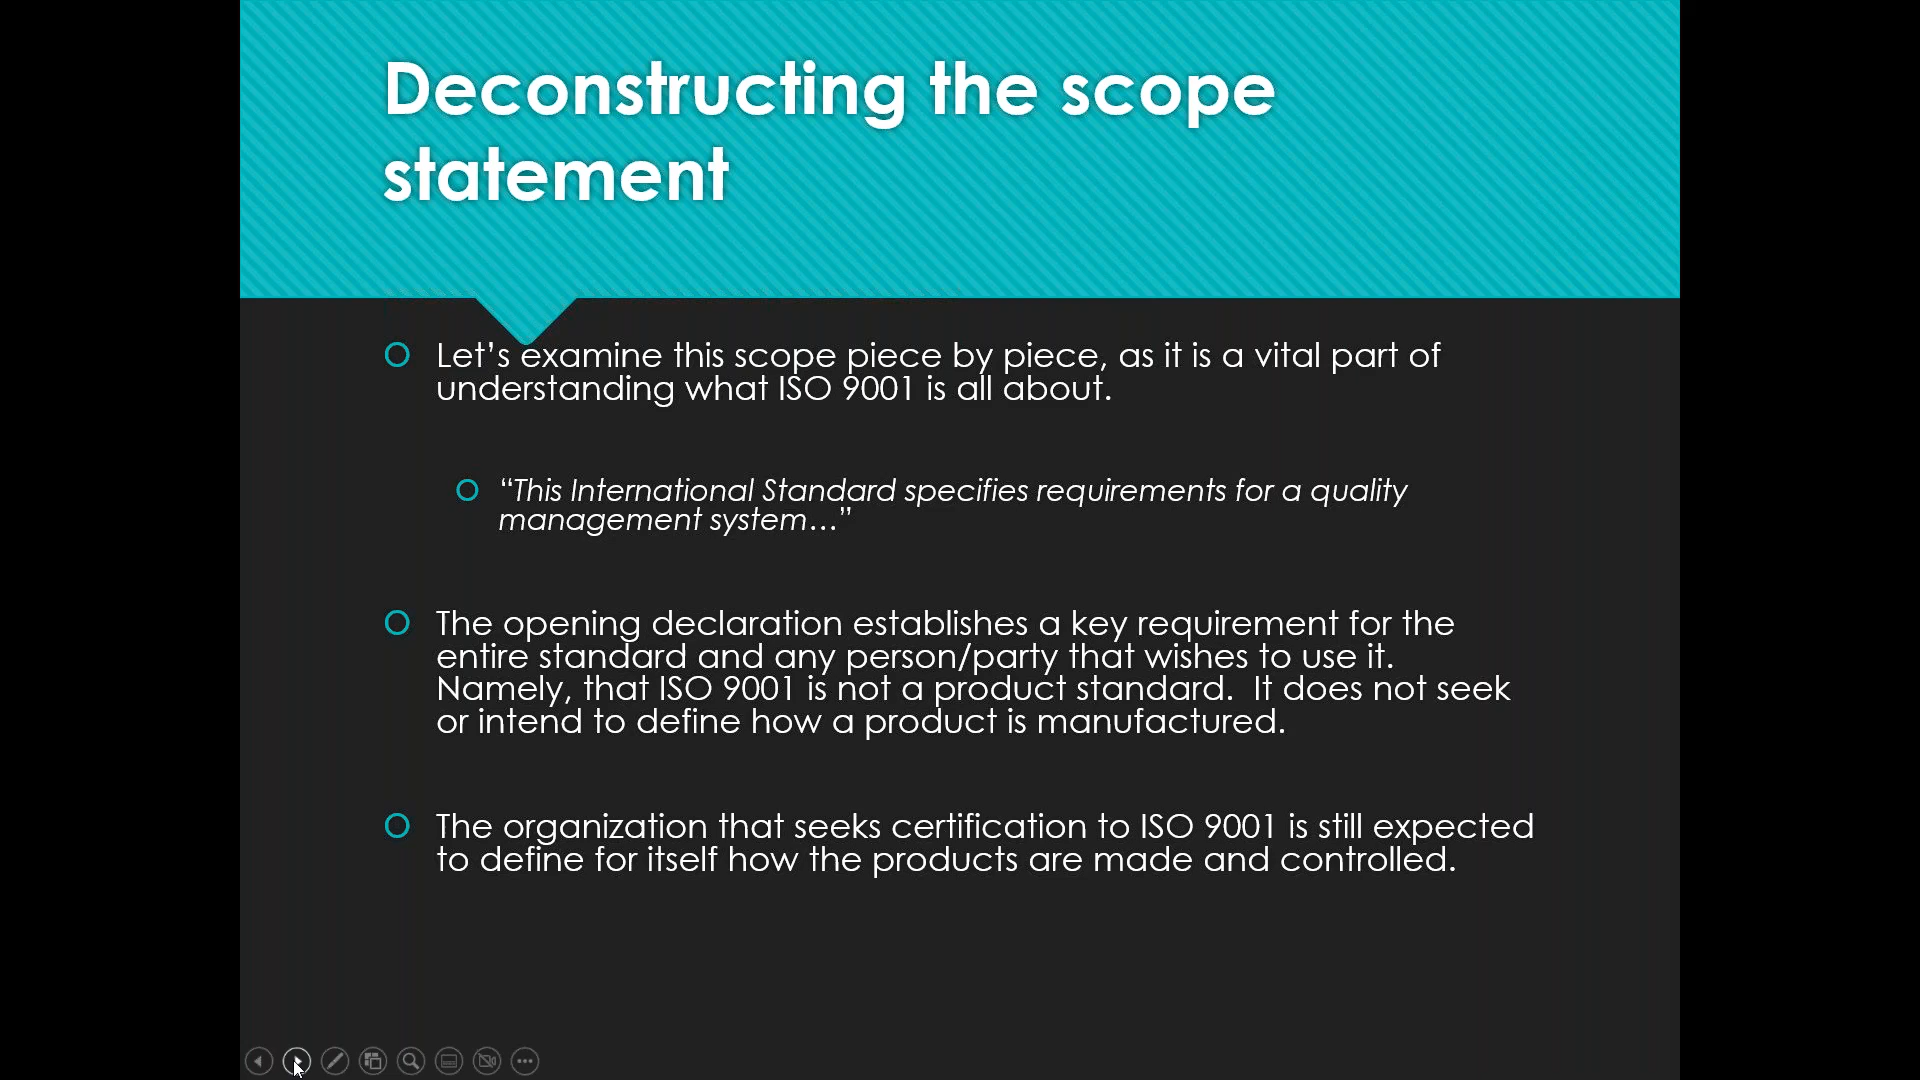 Deconstructing the scope
statement
Let’s examine this scope piece by piece, as it is a vital part of
understanding what ISO 9001 is all about.
“This International Standard specifies requirements for a quality
management system…”
The opening declaration establishes a key requirement for the
entire standard and any person/party that wishes to use it.
Namely, that ISO 9001 is not a product standard.  It does not seek
or intend to define how a product is manufactured.
The organization that seeks certification to ISO 9001 is still expected
to define for itself how the products are made and controlled.